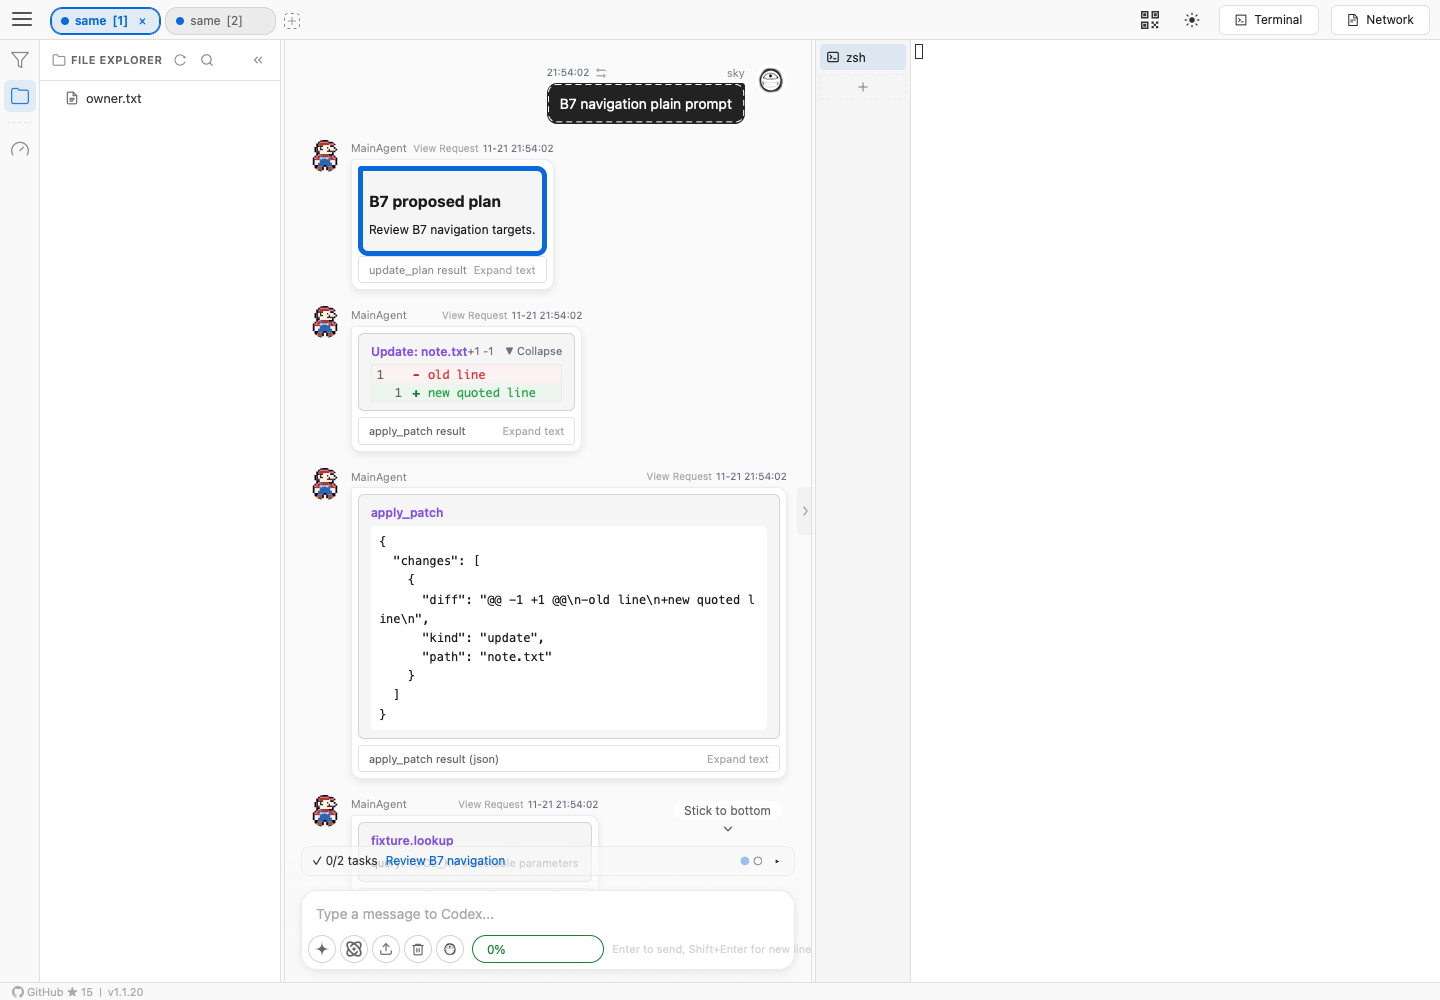 same [1] ×
same [2]
Terminal
Network
FILE EXPLORER
owner.txt
21:54:02
sky
B7 navigation plain prompt
MainAgent View Request 11-21 21:54:02
B7 proposed plan
Review B7 navigation targets.
update_plan result Expand text
MainAgent View Request 11-21 21:54:02
Update: note.txt+1 -1 ▼ Collapse
1 - old line
1 + new quoted line
apply_patch result Expand text
MainAgent View Request 11-21 21:54:02
apply_patch
{
"changes": [
{
"diff": "@@ -1 +1 @@\n-old line\n+new quoted l
ine\n",
"kind": "update",
"path": "note.txt"
}
]
}
apply_patch result (json) Expand text
MainAgent View Request 11-21 21:54:02
Stick to bottom
fixture.lookup
✓ 0/2 tasks Review B7 navigation
parameters
Type a message to Codex...
0%
Enter to send, Shift+Enter for new line
zsh
GitHub ★ 15 | v1.1.20